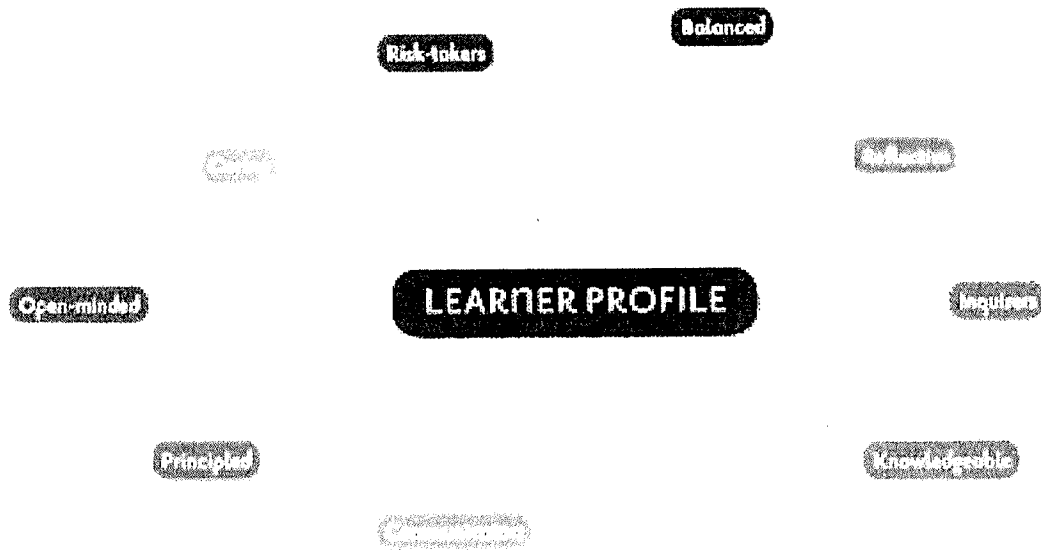 Balanced
Risk-takers
Reflective
LEARNER PROFILE
Open-minded
Inquirers
Principled
Knowledgeable